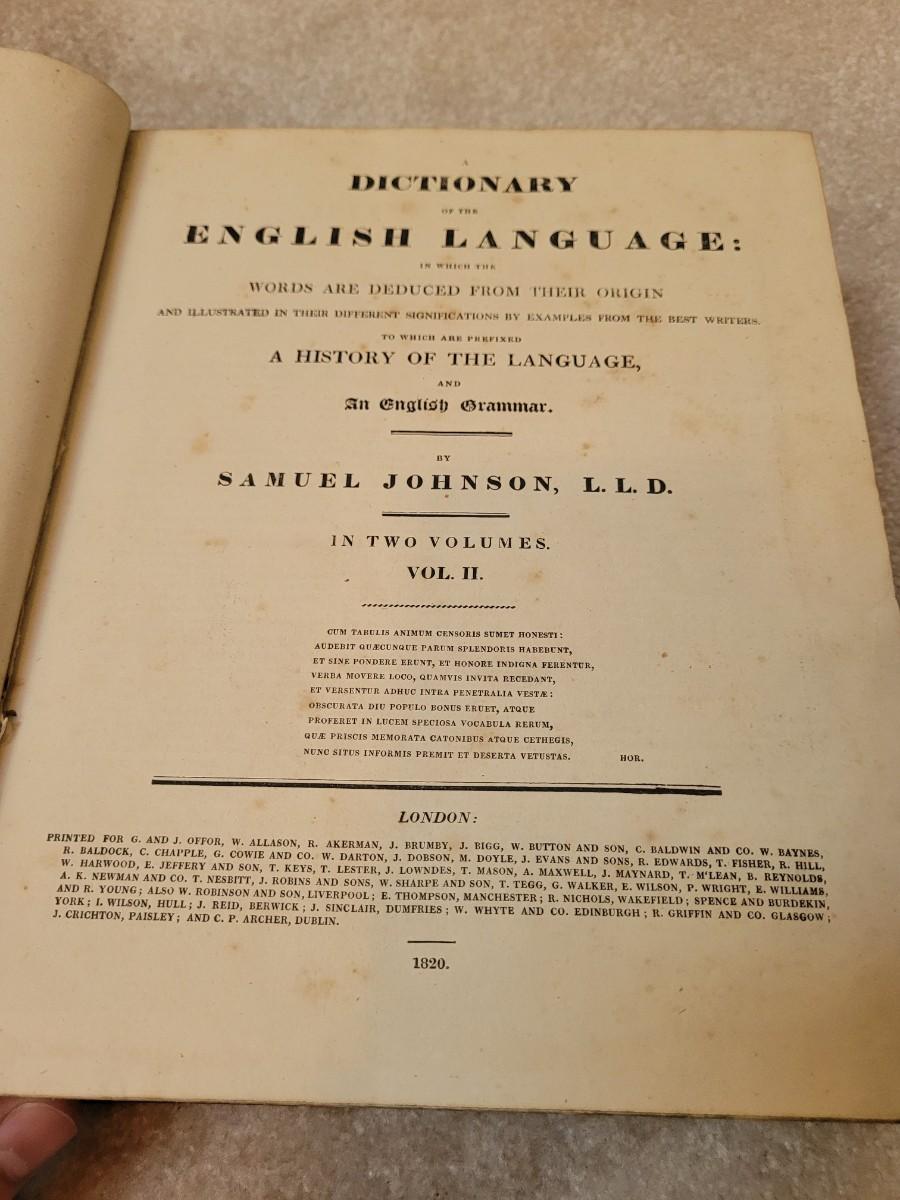 A
DICTIONARY
OF THE
ENGLISH LANGUAGE:
IN WHICH THE
WORDS ARE DEDUCED FROM THEIR ORIGIN
AND ILLUSTRATED IN THEIR DIFFERENT SIGNIFICATIONS BY EXAMPLES FROM THE BEST WRITERS.
TO WHICH ARE PREFIXED
A HISTORY OF THE LANGUAGE,
AND
An English Grammar.
BY
SAMUEL JOHNSON, L.L.D.
IN TWO VOLUMES.
VOL. II.
CUM TABULIS ANIMUM CENSORIS SUMET HONESTI:
AUDEBIT QUÆCUNQUE PARUM SPLENDORIS HABEBUNT,
ET SINE PONDERE ERUNT, ET HONORE INDIGNA FERENTUR,
VERBA MOVERE LOCO, QUAMVIS INVITA RECEDANT,
ET VERSENTUR ADHUC INTRA PENETRALIA VESTÆ:
OBSCURATA DIU POPULO BONUS ERUET, ATQUE
PROFERET IN LUCEM SPECIOSA VOCABULA RERUM,
QUÆ PRISCIS MEMORATA CATONIBUS ATQUE CETHEGIS,
NUNC SITUS INFORMIS PREMIT ET DESERTA VETUSTAS. HOR.
LONDON:
PRINTED FOR G. AND J. OFFOR, W. ALLASON, R. AKERMAN, J. BRUMBY, J. BIGG, W. BUTTON AND SON, C. BALDWIN AND CO. W. BAYNES,
R. BALDOCK, C. CHAPPLE, G. COWIE AND CO. W. DARTON, J. DOBSON, M. DOYLE, J. EVANS AND SONS, R. EDWARDS, T. FISHER, R. HILL,
W. HARWOOD, E. JEFFERY AND SON, T. KEYS, T. LESTER, J. LOWNDES, T. MASON, A. MAXWELL, J. MAYNARD, T. M'LEAN, B. REYNOLDS,
A. K. NEWMAN AND CO. T. NESBITT, J. ROBINS AND SONS, W. SHARPE AND SON, T. TEGG, G. WALKER, E. WILSON, P. WRIGHT, E. WILLIAMS,
AND R. YOUNG; ALSO W. ROBINSON AND SON, LIVERPOOL; E. THOMPSON, MANCHESTER; R. NICHOLS, WAKEFIELD; SPENCE AND BURDEKIN,
YORK; I. WILSON, HULL; J. REID, BERWICK; J. SINCLAIR, DUMFRIES; W. WHYTE AND CO. EDINBURGH; R. GRIFFIN AND CO. GLASGOW;
J. CRICHTON, PAISLEY; AND C. P. ARCHER, DUBLIN.
1820.